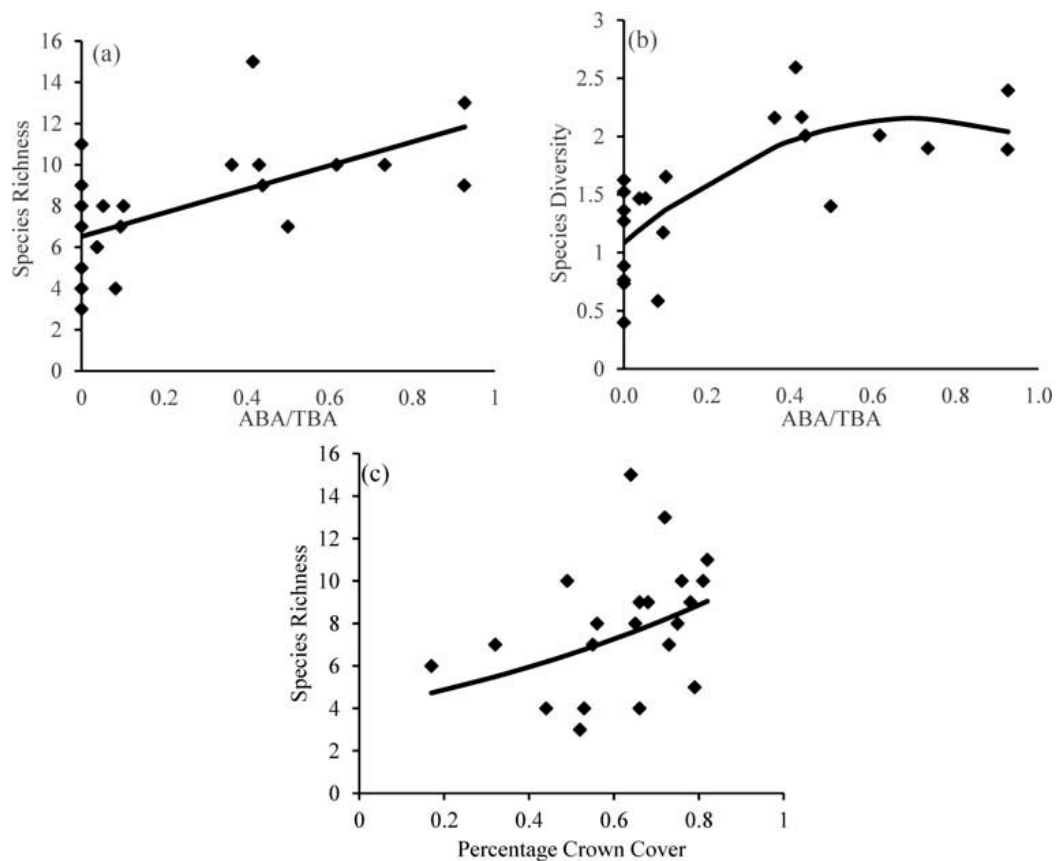 (a)
Species Richness
16
14
12
10
8
6
4
2
0
0 0.2 0.4 0.6 0.8 1
ABA/TBA
(b)
Species Diversity
3
2.5
2
1.5
1
0.5
0
0.0 0.2 0.4 0.6 0.8 1.0
ABA/TBA
(c)
Species Richness
16
14
12
10
8
6
4
2
0
0 0.2 0.4 0.6 0.8 1
Percentage Crown Cover